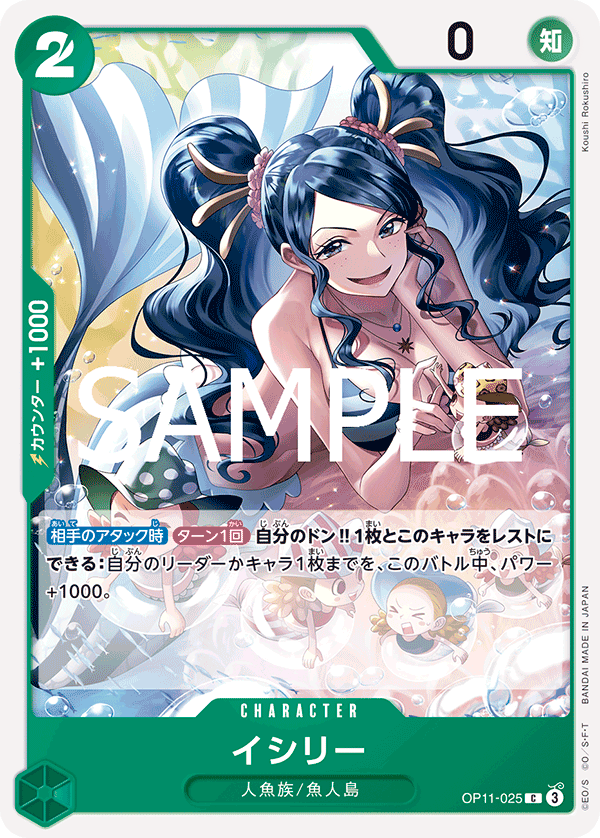 2
0
知
Koushi Rokushiro
カウンター +1000
SAMPLE
相手のアタック時 ターン1回 自分のドン!!1枚とこのキャラをレストに
できる：自分のリーダーかキャラ1枚までを、このバトル中、パワー
+1000。
CHARACTER
イシリー
人魚族/魚人島
OP11-025 C 3
©E.O/S ©O/S・F・T BANDAI MADE IN JAPAN